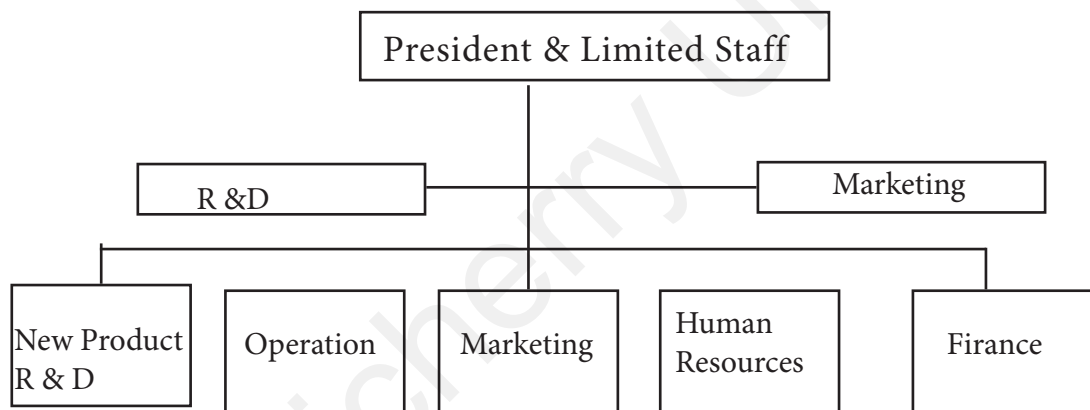 President & Limited Staff
R &D
Marketing
New Product
R & D
Operation
Marketing
Human
Resources
Firance